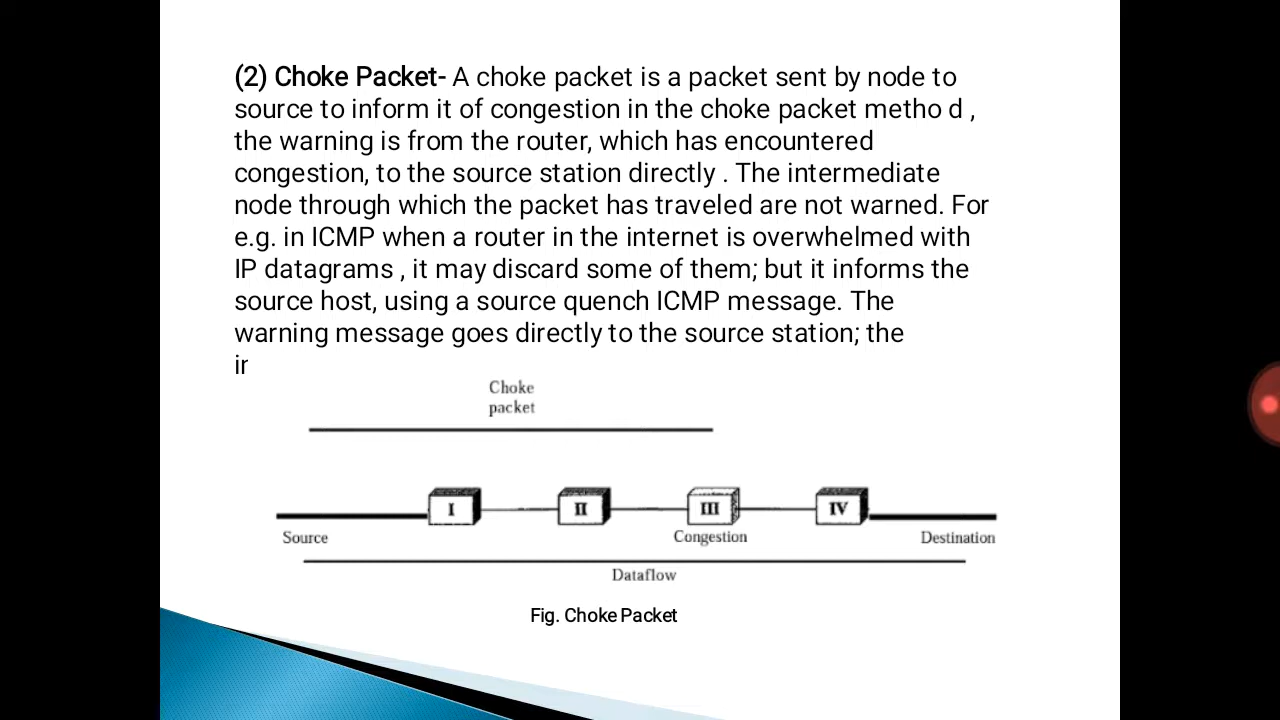 (2) Choke Packet- A choke packet is a packet sent by node to
source to inform it of congestion in the choke packet metho d ,
the warning is from the router, which has encountered
congestion, to the source station directly . The intermediate
node through which the packet has traveled are not warned. For
e.g. in ICMP when a router in the internet is overwhelmed with
IP datagrams , it may discard some of them; but it informs the
source host, using a source quench ICMP message. The
warning message goes directly to the source station; the
Choke
packet
I II III IV
Source Congestion Destination
Dataflow
Fig. Choke Packet